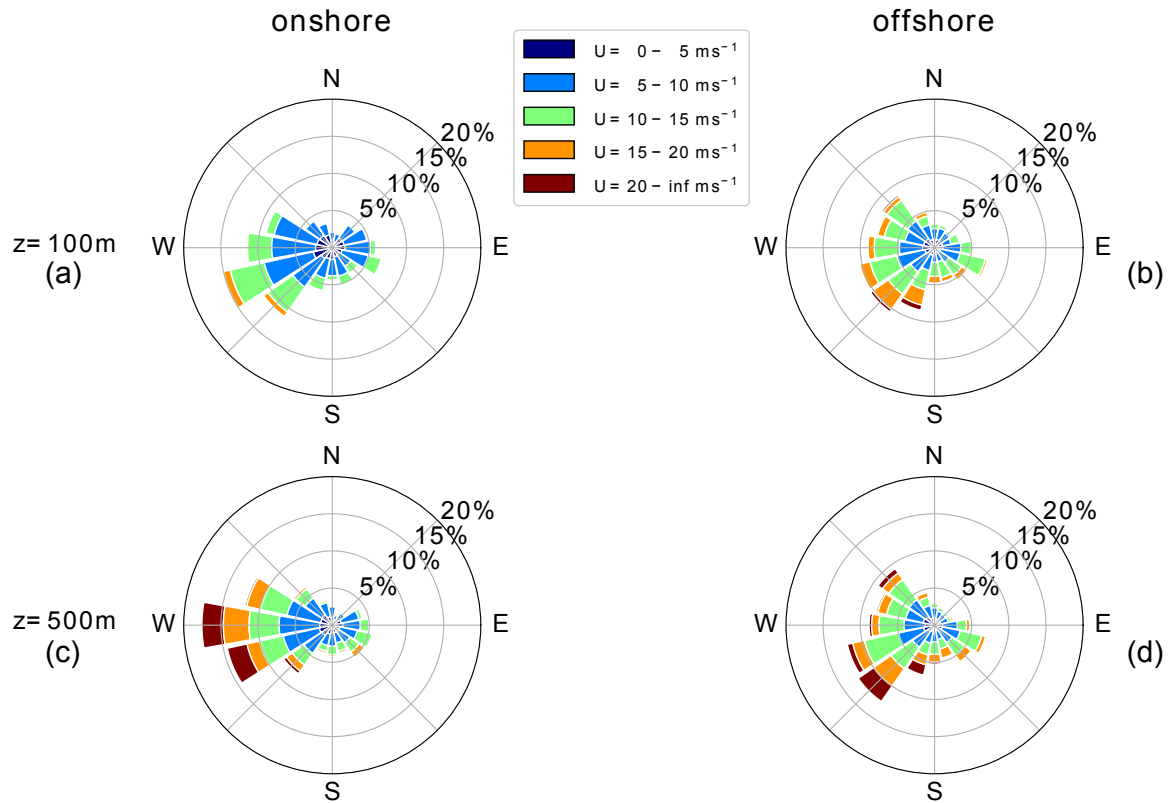 onshore
offshore
U = 0 − 5 ms⁻¹
U = 5 − 10 ms⁻¹
U = 10 − 15 ms⁻¹
U = 15 − 20 ms⁻¹
U = 20 − inf ms⁻¹
z= 100m
(a)
N
W
E
S
5%
10%
15%
20%
N
W
E
S
5%
10%
15%
20%
(b)
z= 500m
(c)
N
W
E
S
5%
10%
15%
20%
N
W
E
S
5%
10%
15%
20%
(d)